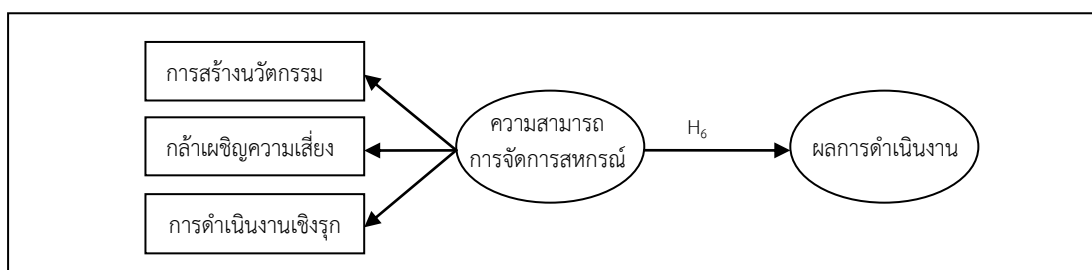 การสร้างนวัตกรรม
กล้าเผชิญความเสี่ยง
การดำเนินงานเชิงรุก
ความสามารถ
การจัดการสหกรณ์
H₆
ผลการดำเนินงาน